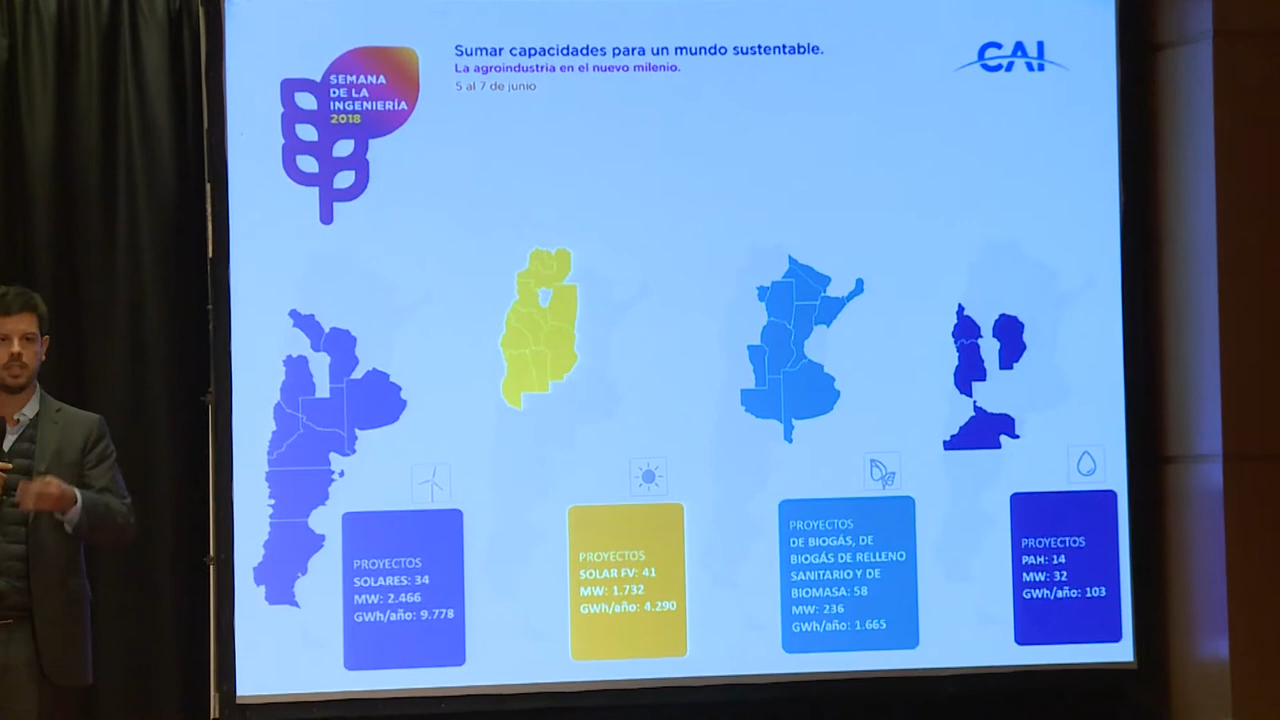 SEMANA
DE LA
INGENIERÍA
2018
Sumar capacidades para un mundo sustentable.
La agroindustria en el nuevo milenio.
5 al 7 de junio
CAI
PROYECTOS
SOLARES: 34
MW: 2.466
GWh/año: 9.778
PROYECTOS
SOLAR FV: 41
MW: 1.732
GWh/año: 4.290
PROYECTOS
DE BIOGÁS, DE
BIOGÁS DE RELLENO
SANITARIO Y DE
BIOMASA: 58
MW: 236
GWh/año: 1.665
PROYECTOS
PAH: 14
MW: 32
GWh/año: 103